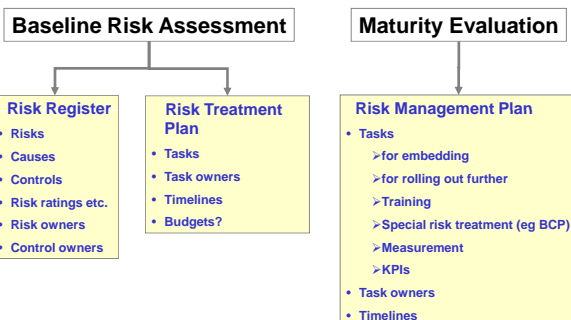 Baseline Risk Assessment
Maturity Evaluation
Risk Register
• Risks
• Causes
• Controls
• Risk ratings etc.
• Risk owners
• Control owners
Risk Treatment
Plan
• Tasks
• Task owners
• Timelines
• Budgets?
Risk Management Plan
• Tasks
➢for embedding
➢for rolling out further
➢Training
➢Special risk treatment (eg BCP)
➢Measurement
➢KPIs
• Task owners
• Timelines